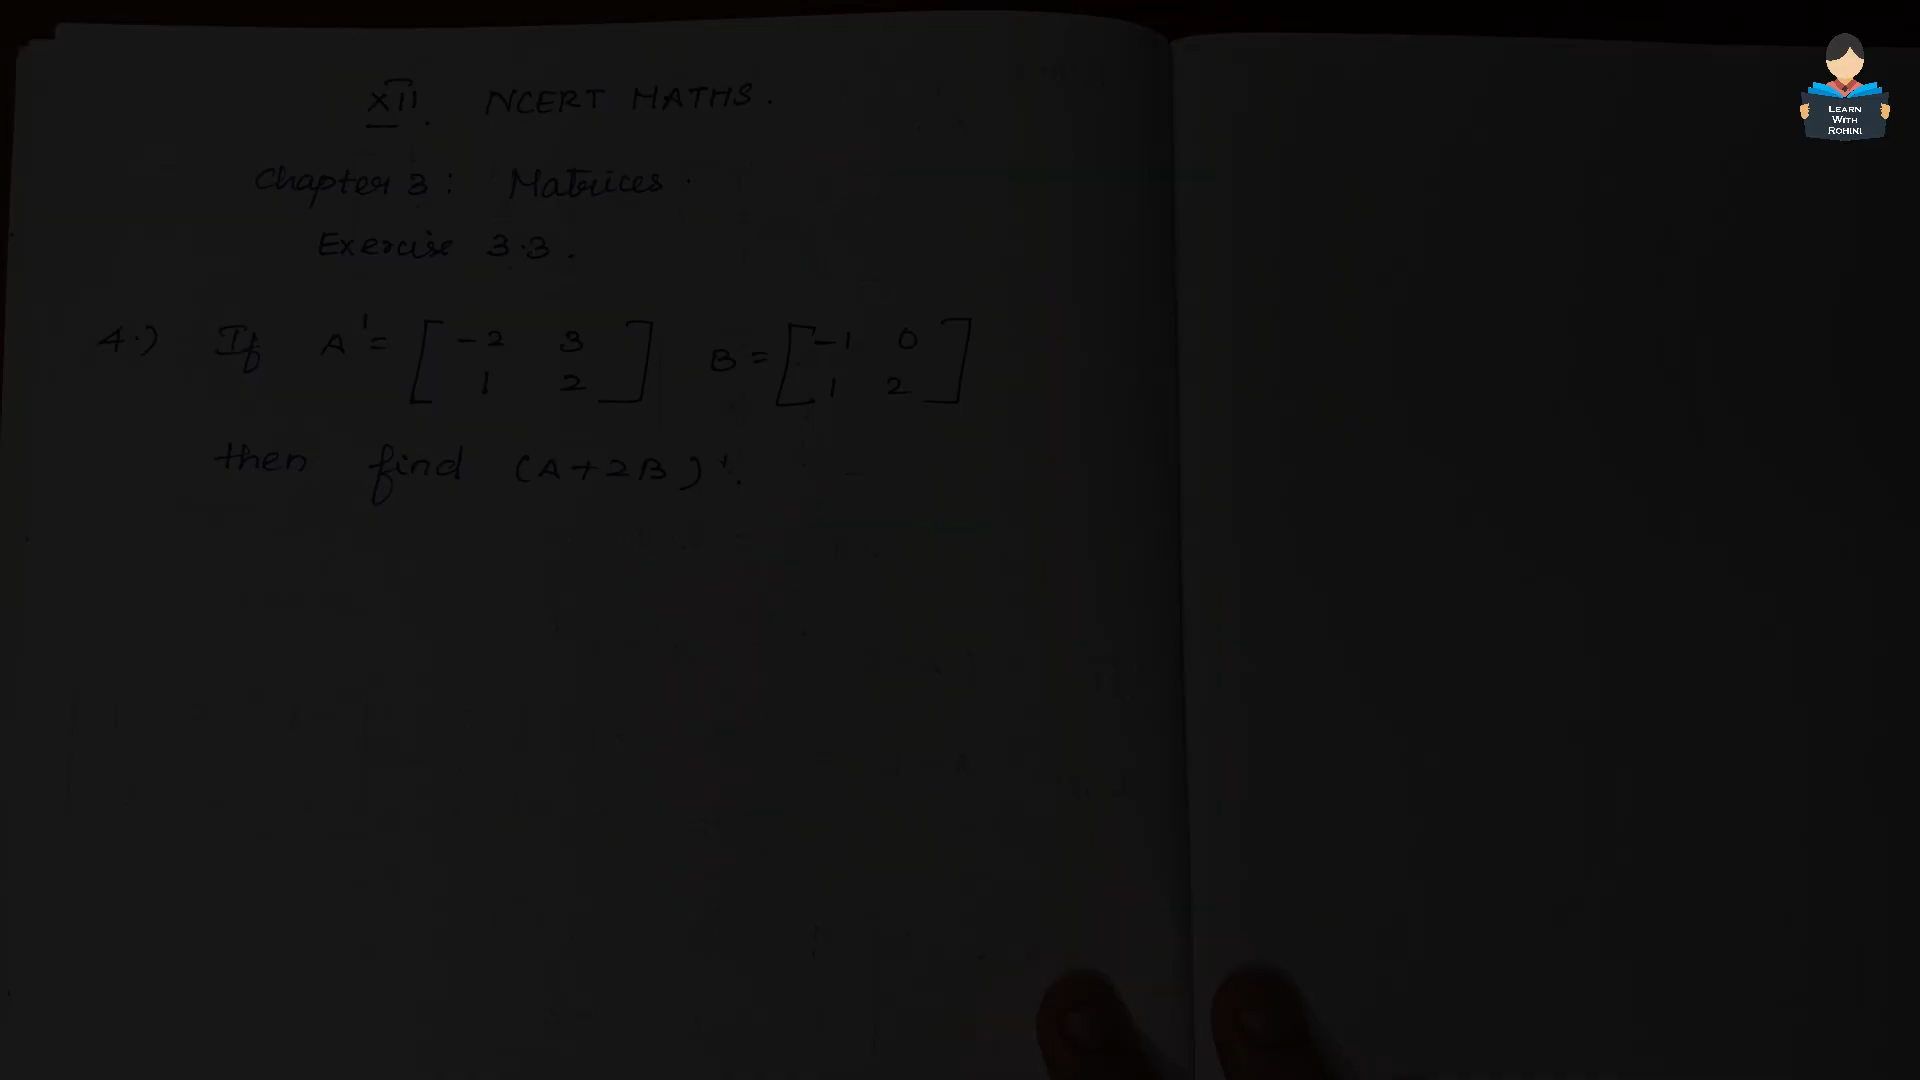 XII. NCERT MATHS.
Chapter 3: Matrices.
Exercise 3.3.
4.) If A' = [ -2 3 ] B = [ -1 0 ]
1 2 1 2
then find (A+2B)'.
LEARN
WITH
ROHINI